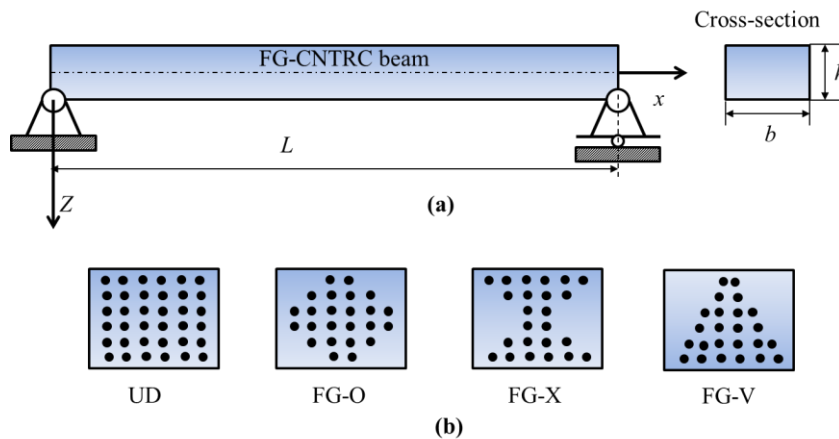 Cross-section
FG-CNTRC beam
x
b
L
Z
(a)
UD FG-O FG-X FG-V
(b)